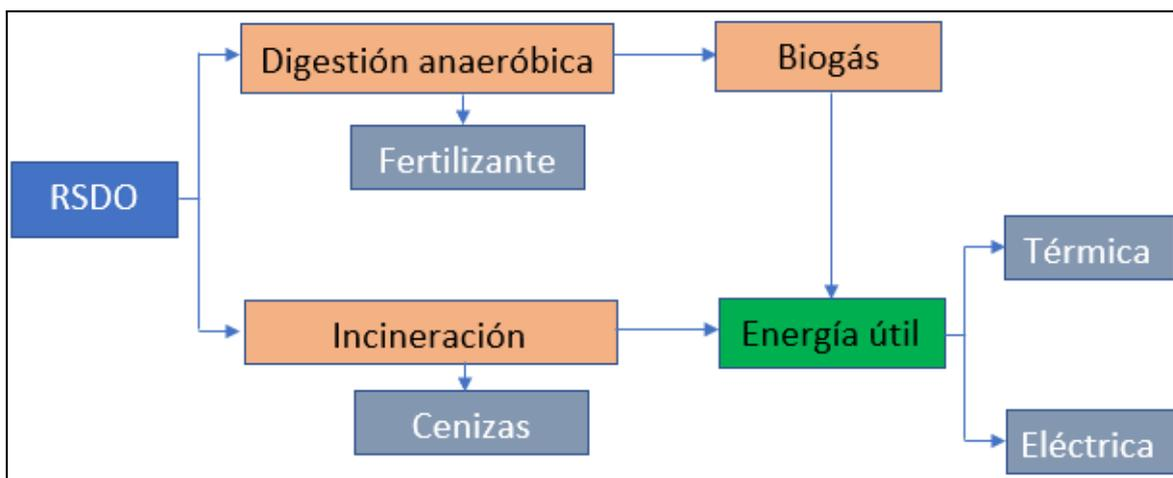 Digestión anaeróbica
Biogás
Fertilizante
RSDO
Térmica
Incineración
Energía útil
Cenizas
Eléctrica